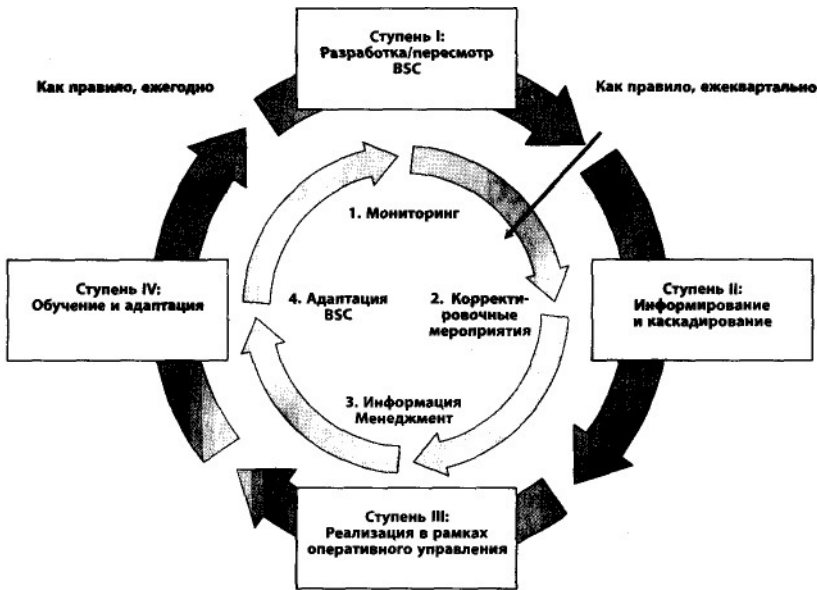 Ступень I:
Разработка/пересмотр
BSC
Как правило, ежегодно
Как правило, ежеквартально
1. Мониторинг
Ступень IV:
Обучение и адаптация
4. Адаптация
BSC
2. Корректи-
ровочные
мероприятия
Ступень II:
Информирование
и каскадирование
3. Информация
Менеджмент
Ступень III:
Реализация в рамках
оперативного управления